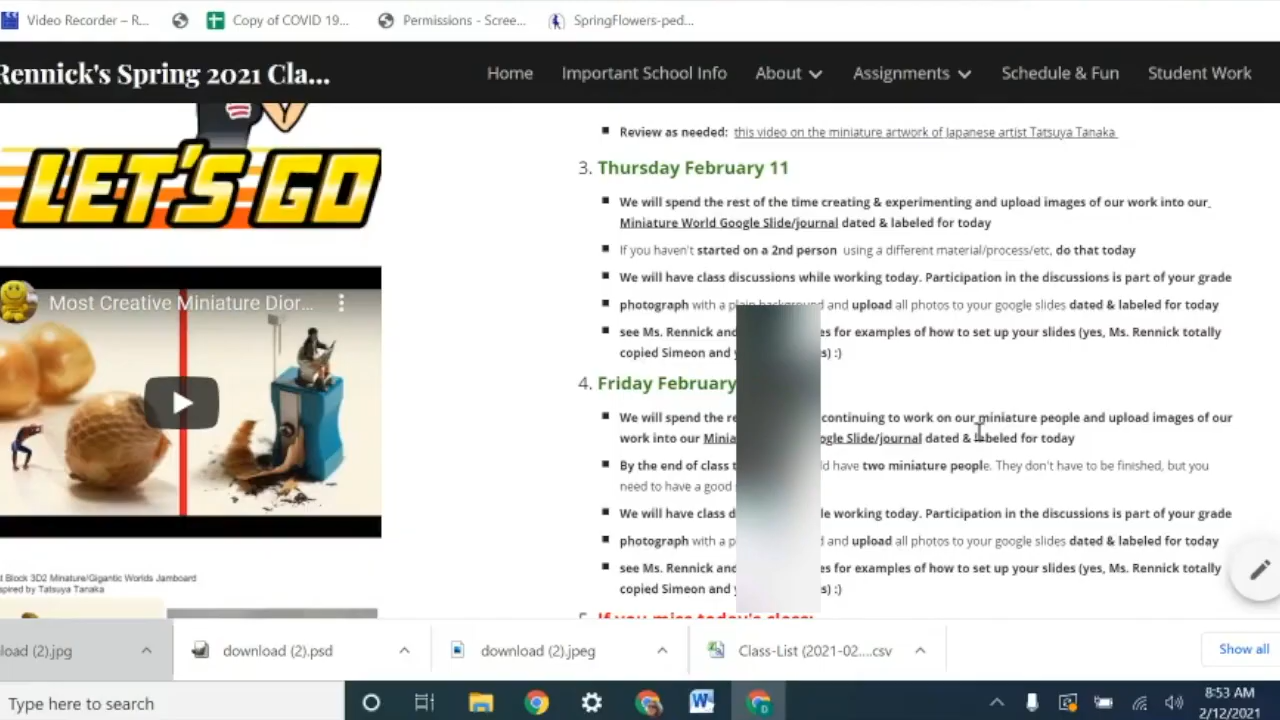 Video Recorder – R...
Copy of COVID 19...
Permissions - Scree...
SpringFlowers-ped...
Rennick's Spring 2021 Cla...
Home
Important School Info
About
Assignments
Schedule & Fun
Student Work
LET'S GO
Most Creative Miniature Dior...
Block 3D2 Minature/Gigantic Worlds Jamboard
by Tatsuya Tanaka
Review as needed: this video on the miniature artwork of Japanese artist Tatsuya Tanaka
3. Thursday February 11
We will spend the rest of the time creating & experimenting and upload images of our work into our
Miniature World Google Slide/journal dated & labeled for today
If you haven't started on a 2nd person using a different material/process/etc, do that today
We will have class discussions while working today. Participation in the discussions is part of your grade
photograph with a plain background and upload all photos to your google slides dated & labeled for today
see Ms. Rennick and for examples of how to set up your slides (yes, Ms. Rennick totally
copied Simeon and :)
4. Friday February
We will spend the continuing to work on our miniature people and upload images of our
work into our Slide/journal dated & labeled for today
By the end of class have two miniature people. They don't have to be finished, but you
need to have a good
We will have class working today. Participation in the discussions is part of your grade
photograph with a and upload all photos to your google slides dated & labeled for today
see Ms. Rennick and for examples of how to set up your slides (yes, Ms. Rennick totally
copied Simeon and :)
If you miss today's class:
(2).jpg
download (2).psd
download (2).jpeg
Class-List (2021-02....csv
Show all
Type here to search
8:53 AM
2/12/2021